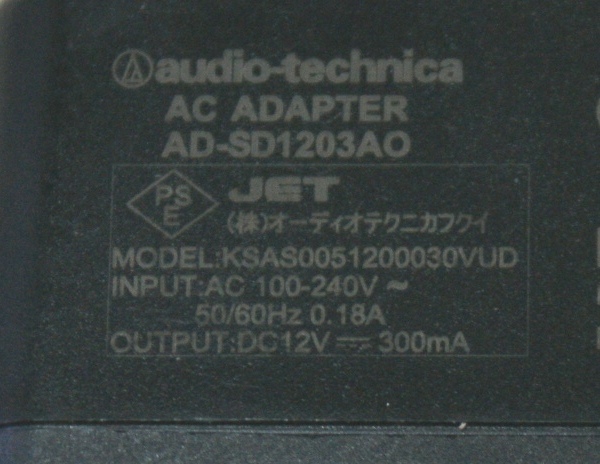 audio-technica
AC ADAPTER
AD-SD1203AO
PSE JET
(株)オーディオテクニカフクイ
MODEL:KSAS0051200030VUD
INPUT:AC 100-240V ~
50/60Hz 0.18A
OUTPUT:DC12V ⎓ 300mA